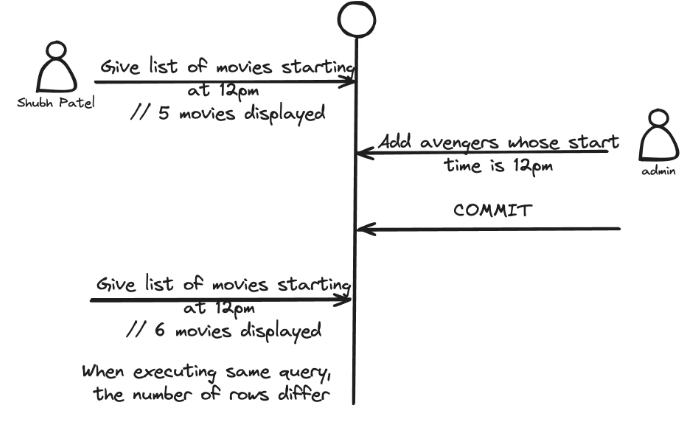 Give list of movies starting
at 12pm
// 5 movies displayed
Shubh Patel
Add avengers whose start
time is 12pm
admin
COMMIT
Give list of movies starting
at 12pm
// 6 movies displayed
When executing same query,
the number of rows differ